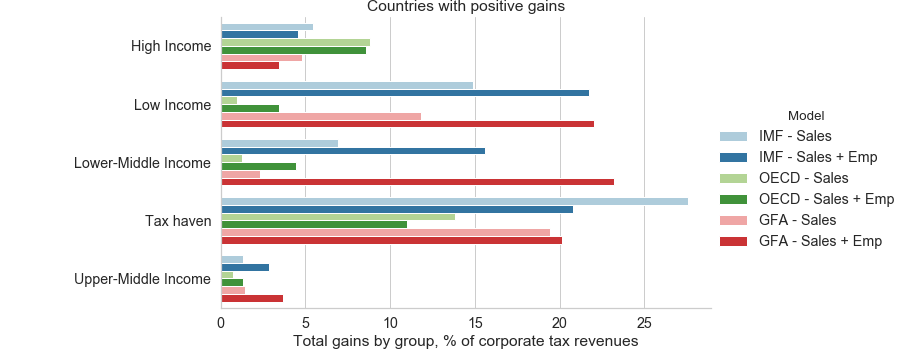 Countries with positive gains
High Income
Low Income
Lower-Middle Income
Tax haven
Upper-Middle Income
0 5 10 15 20 25
Total gains by group, % of corporate tax revenues
Model
IMF - Sales
IMF - Sales + Emp
OECD - Sales
OECD - Sales + Emp
GFA - Sales
GFA - Sales + Emp